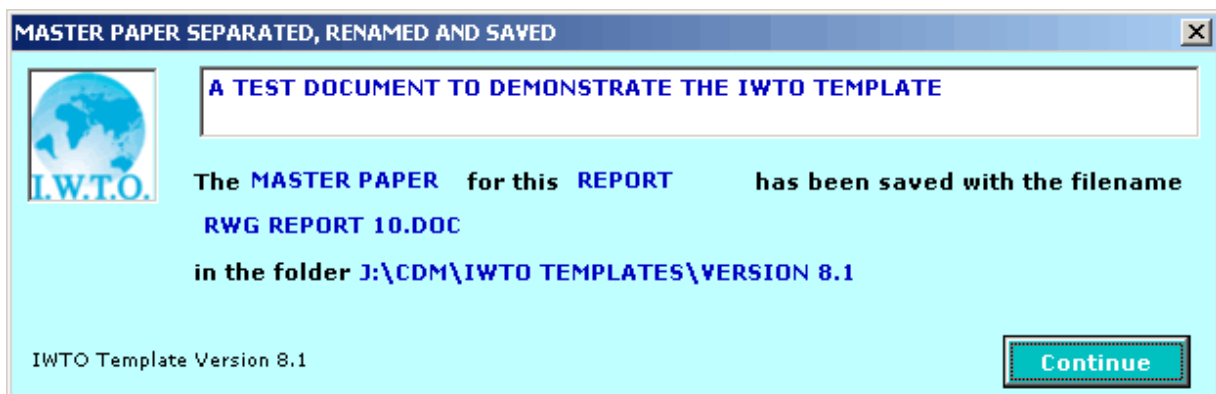 MASTER PAPER SEPARATED, RENAMED AND SAVED
A TEST DOCUMENT TO DEMONSTRATE THE IWTO TEMPLATE
I.W.T.O.
The MASTER PAPER for this REPORT has been saved with the filename
RWG REPORT 10.DOC
in the folder J:\CDM\IWTO TEMPLATES\VERSION 8.1
IWTO Template Version 8.1
Continue